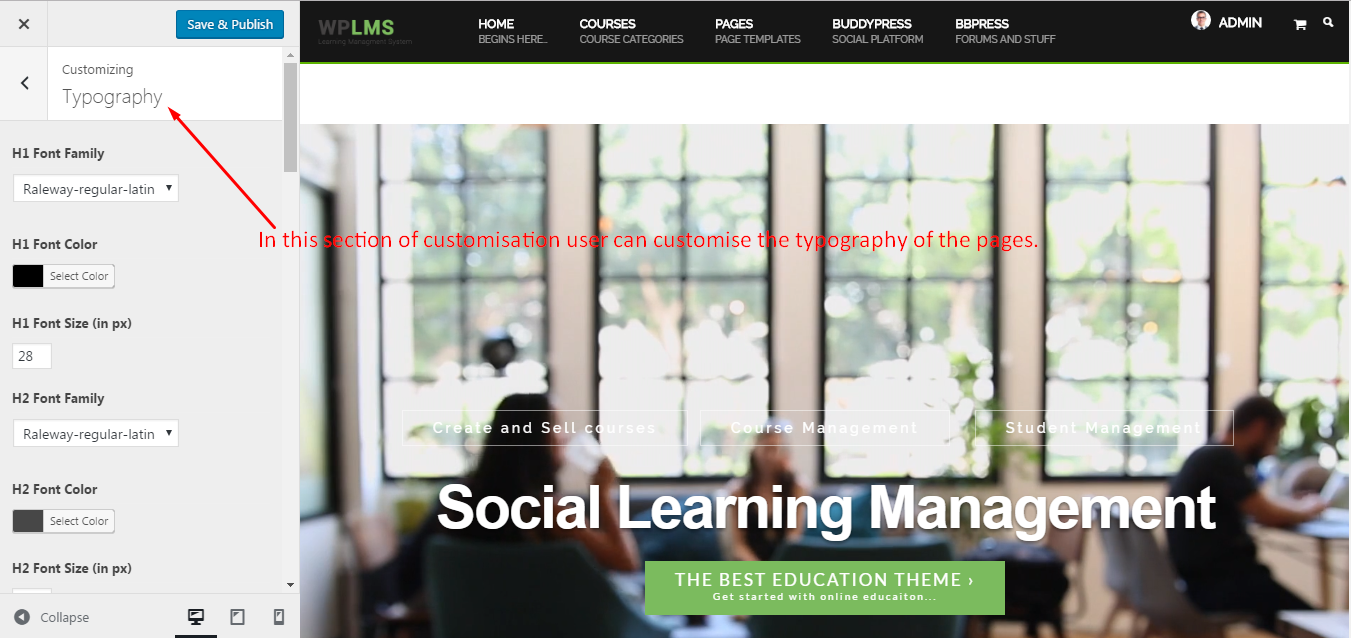 Save & Publish
Customizing
Typography
H1 Font Family
Raleway-regular-latin
H1 Font Color
Select Color
H1 Font Size (in px)
28
H2 Font Family
Raleway-regular-latin
H2 Font Color
Select Color
H2 Font Size (in px)
Collapse
WPLMS
Learning Managment System
HOME
BEGINS HERE..
COURSES
COURSE CATEGORIES
PAGES
PAGE TEMPLATES
BUDDYPRESS
SOCIAL PLATFORM
BBPRESS
FORUMS AND STUFF
ADMIN
In this section of customisation user can customise the typography of the pages.
Create and Sell courses
Course Management
Student Management
Social Learning Management
THE BEST EDUCATION THEME ›
Get started with online educaiton...